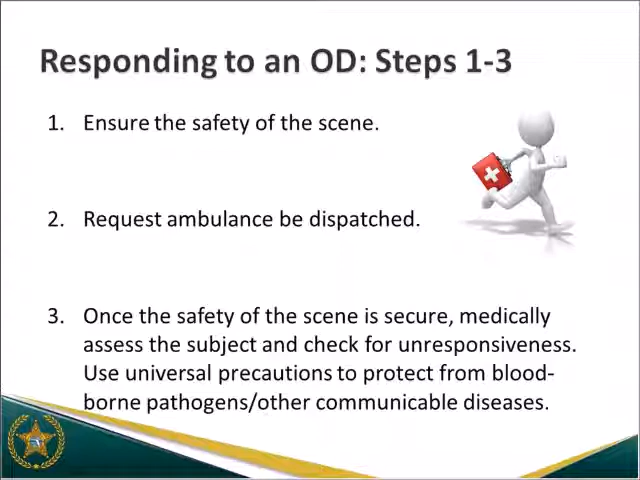 Responding to an OD: Steps 1-3
1. Ensure the safety of the scene.
2. Request ambulance be dispatched.
3. Once the safety of the scene is secure, medically
assess the subject and check for unresponsiveness.
Use universal precautions to protect from blood-
borne pathogens/other communicable diseases.